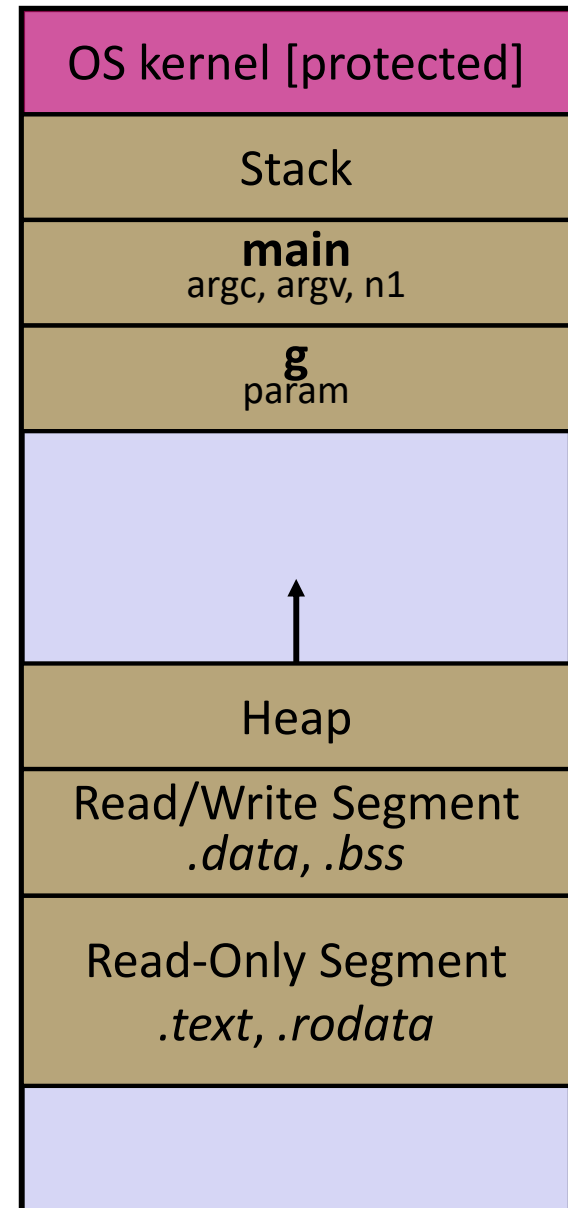 OS kernel [protected]
Stack
main
argc, argv, n1
g
param
Heap
Read/Write Segment
.data, .bss
Read-Only Segment
.text, .rodata